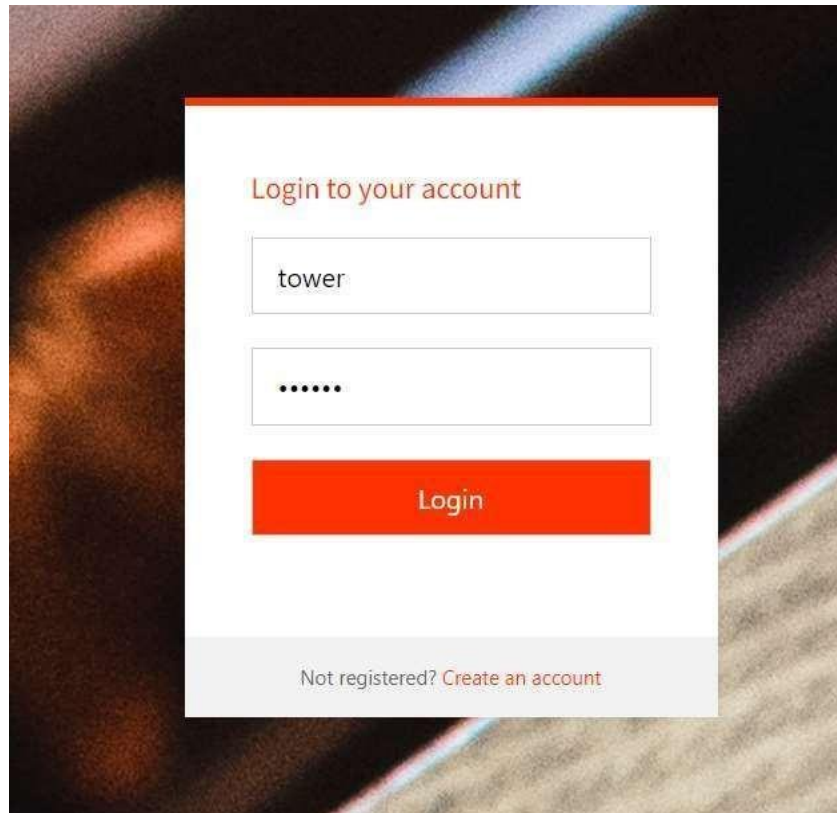 Login to your account
tower
••••••
Login
Not registered? Create an account